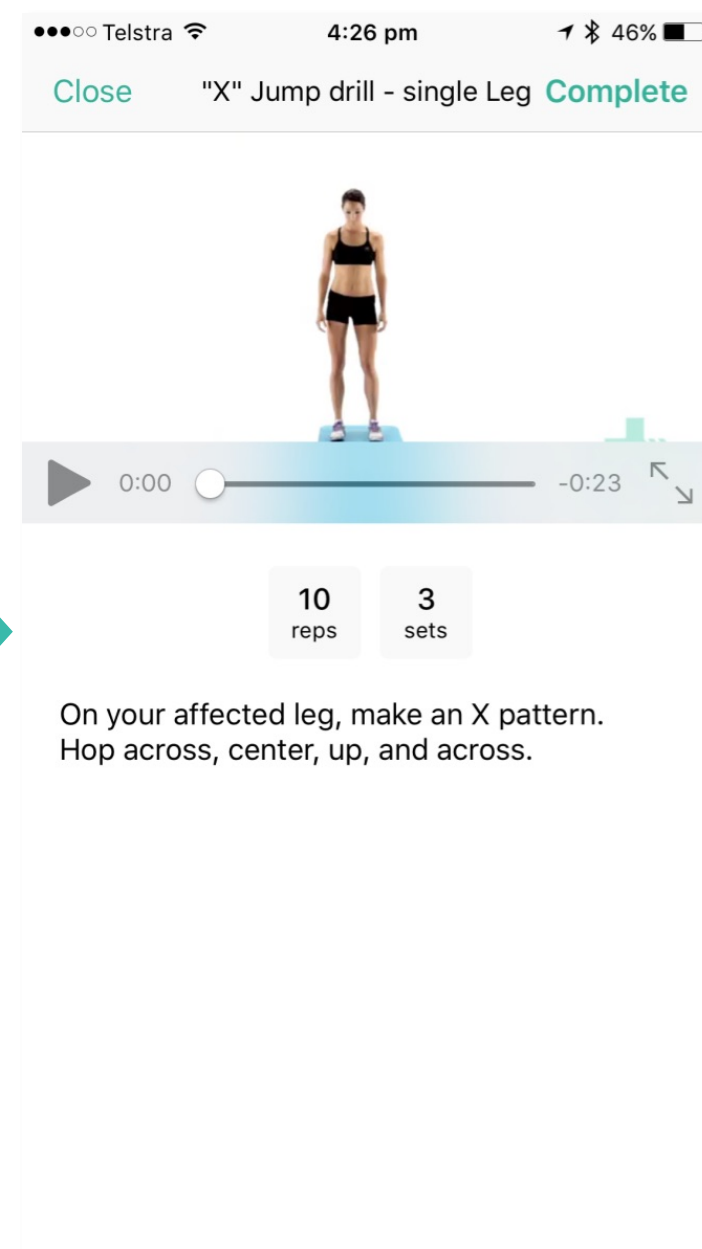 Telstra 4:26 pm 46%
Close "X" Jump drill - single Leg Complete
0:00 -0:23
10 3
reps sets
On your affected leg, make an X pattern.
Hop across, center, up, and across.